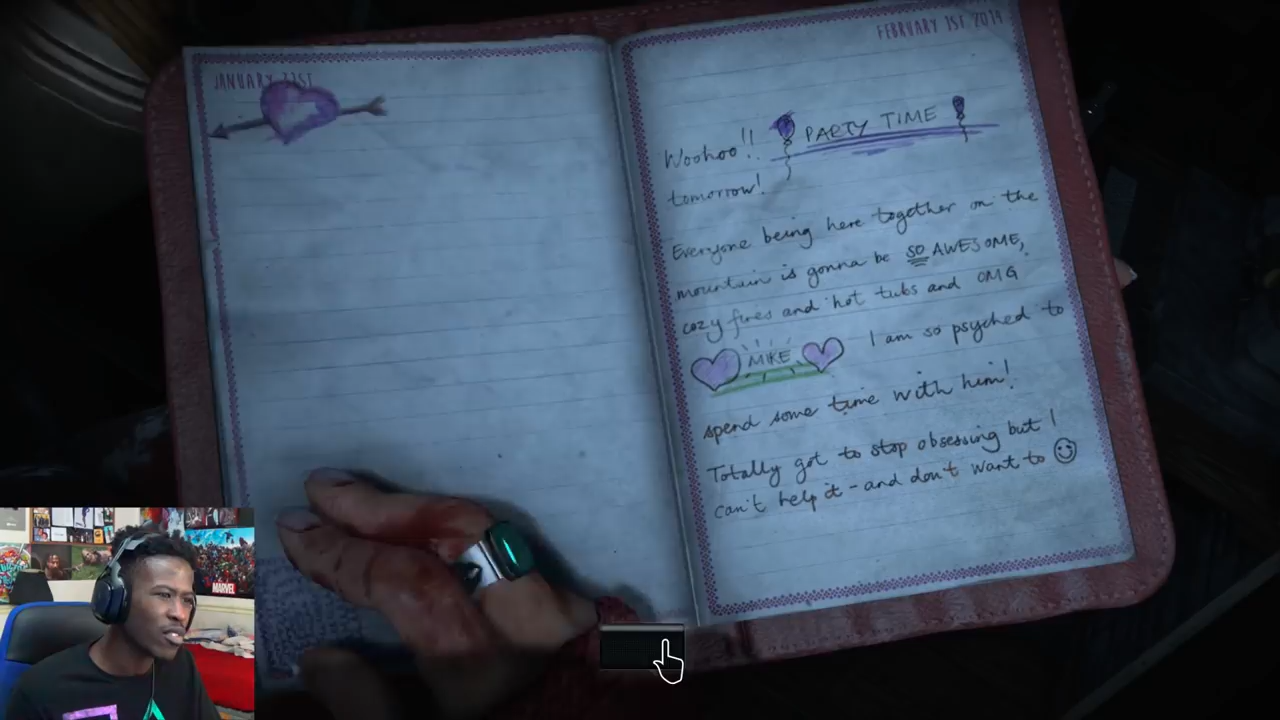 JANUARY 31ST
FEBRUARY 1ST 2014
Woohoo!! PARTY TIME
tomorrow!
Everyone being here together on the
mountain is gonna be SO AWESOME,
cozy fires and hot tubs and OMG
MIKE I am so psyched to
spend some time with him!
Totally got to stop obsessing but I
can't help it - and don't want to
MARVEL